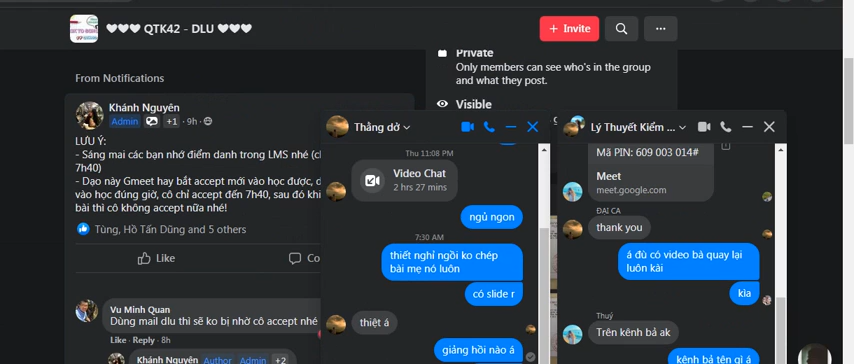 ♥♥♥ QTK42 - DLU ♥♥♥
+ Invite
From Notifications
Private
Only members can see who's in the group
and what they post.
Visible
Khánh Nguyên
Admin +1 · 9h ·
LƯU Ý:
- Sáng mai các bạn nhớ điểm danh trong LMS nhé
7h40)
- Dạo này Gmeet hay bắt accept mới vào học được,
vào học đúng giờ, cô chỉ accept đến 7h40, sau đó
bài thì cô không accept nữa nhé!
Tùng, Hồ Tấn Dũng and 5 others
Like
Vu Minh Quan
Dùng mail dlu thì sẽ ko bị nhờ cô accept nhé
Like · Reply · 8h
Khánh Nguyên Author Admin +2
Thằng dở
Thu 11:08 PM
Video Chat
2 hrs 27 mins
ngủ ngon
7:30 AM
thiết nghĩ ngồi ko chép
bài mẹ nó luôn
có slide r
thiệt á
giảng hồi nào á
Lý Thuyết Kiểm ...
Mã PIN: 609 003 014#
Meet
meet.google.com
ĐẠI CA
thank you
á đù có video bả quay lại
luôn kài
kìa
Thuý
Trên kênh bả ak
kênh bả tên gì á